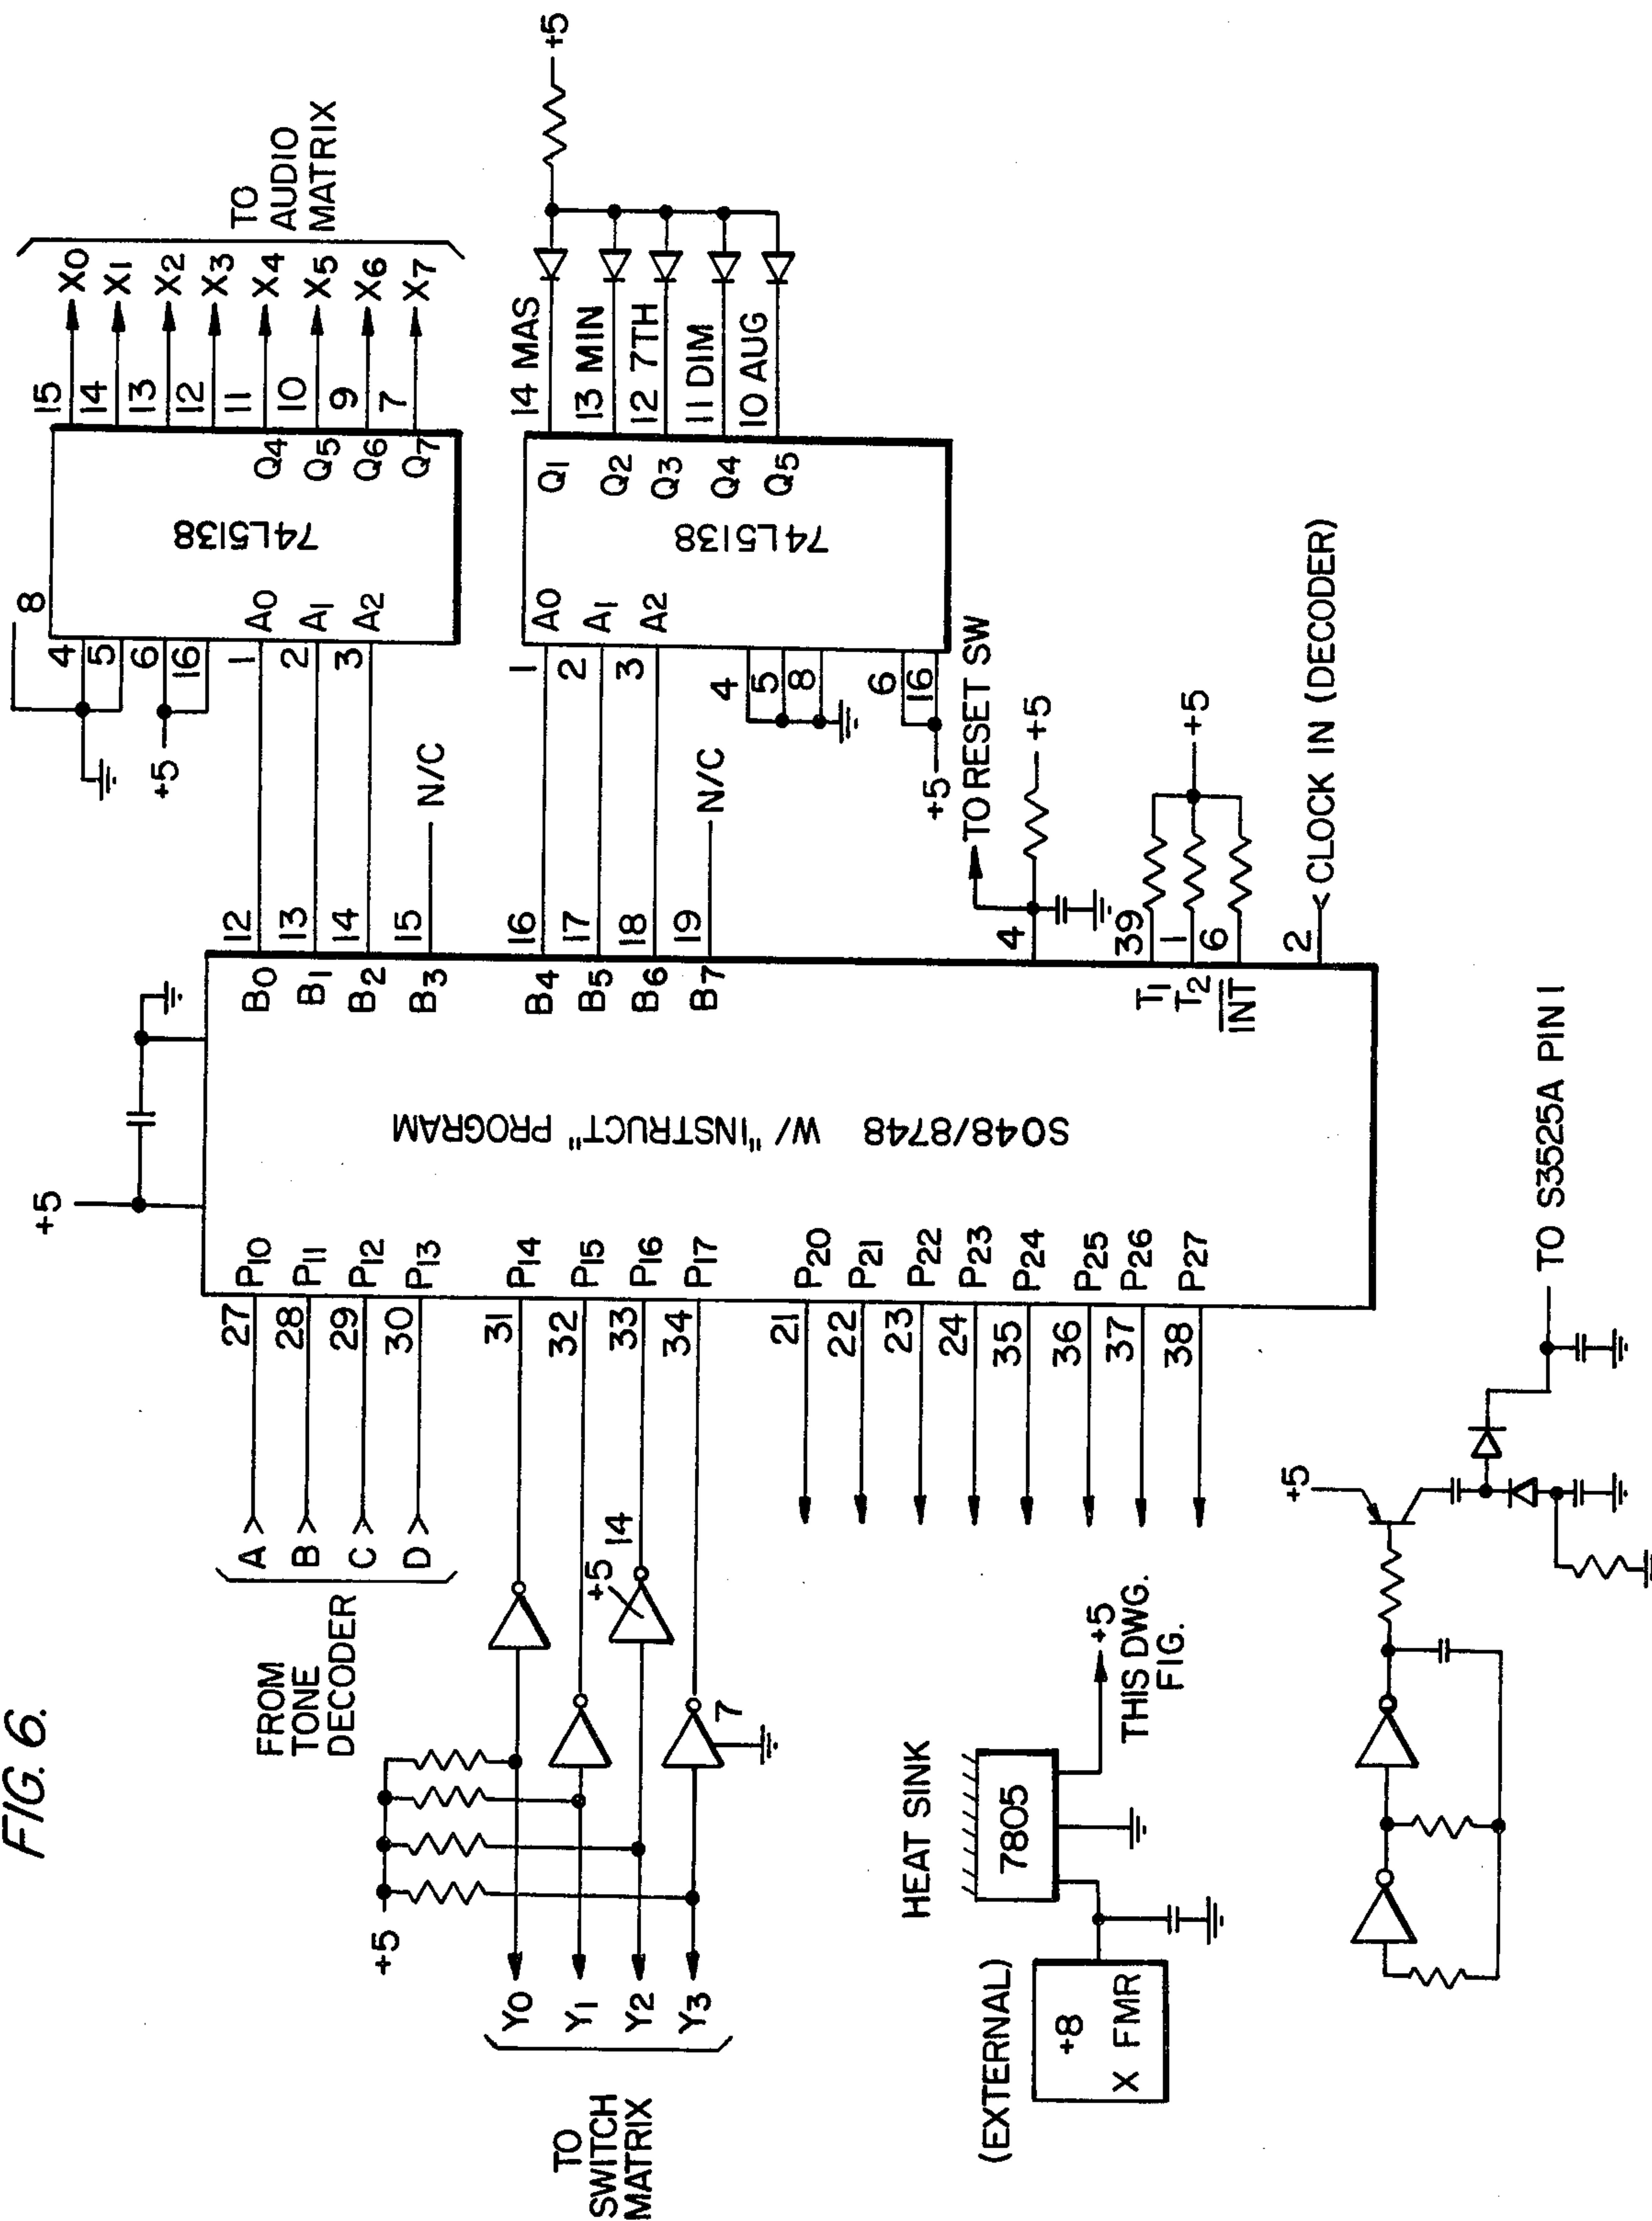 FIG. 6.
TO
AUDIO
MATRIX
X0
X1
X2
X3
X4
X5
X6
X7
15
14
13
12
11
10
9
7
Q4
Q5
Q6
Q7
74L5138
8
4
5
6
16
+5
A0
A1
A2
1
2
3
+5
14 MAS
13 MIN
12 7TH
11 DIM
10 AUG
Q1
Q2
Q3
Q4
Q5
74L5138
A0
A1
A2
1
2
3
4
5
8
6
16
+5
N/C
N/C
TO RESET SW
+5
+5
CLOCK IN (DECODER)
12
13
14
15
16
17
18
19
4
39
1
6
2
B0
B1
B2
B3
B4
B5
B6
B7
T1
T2
INT
+5
S048/8748 W/ "INSTRUCT" PROGRAM
P10
P11
P12
P13
P14
P15
P16
P17
P20
P21
P22
P23
P24
P25
P26
P27
27
28
29
30
31
32
33
34
21
22
23
24
35
36
37
38
A
B
C
D
FROM
TONE
DECODER
+5
14
7
+5
Y0
Y1
Y2
Y3
TO
SWITCH
MATRIX
HEAT SINK
7805
+5
THIS DWG.
FIG.
(EXTERNAL)
+8
X FMR
+5
TO S3525A PIN 1